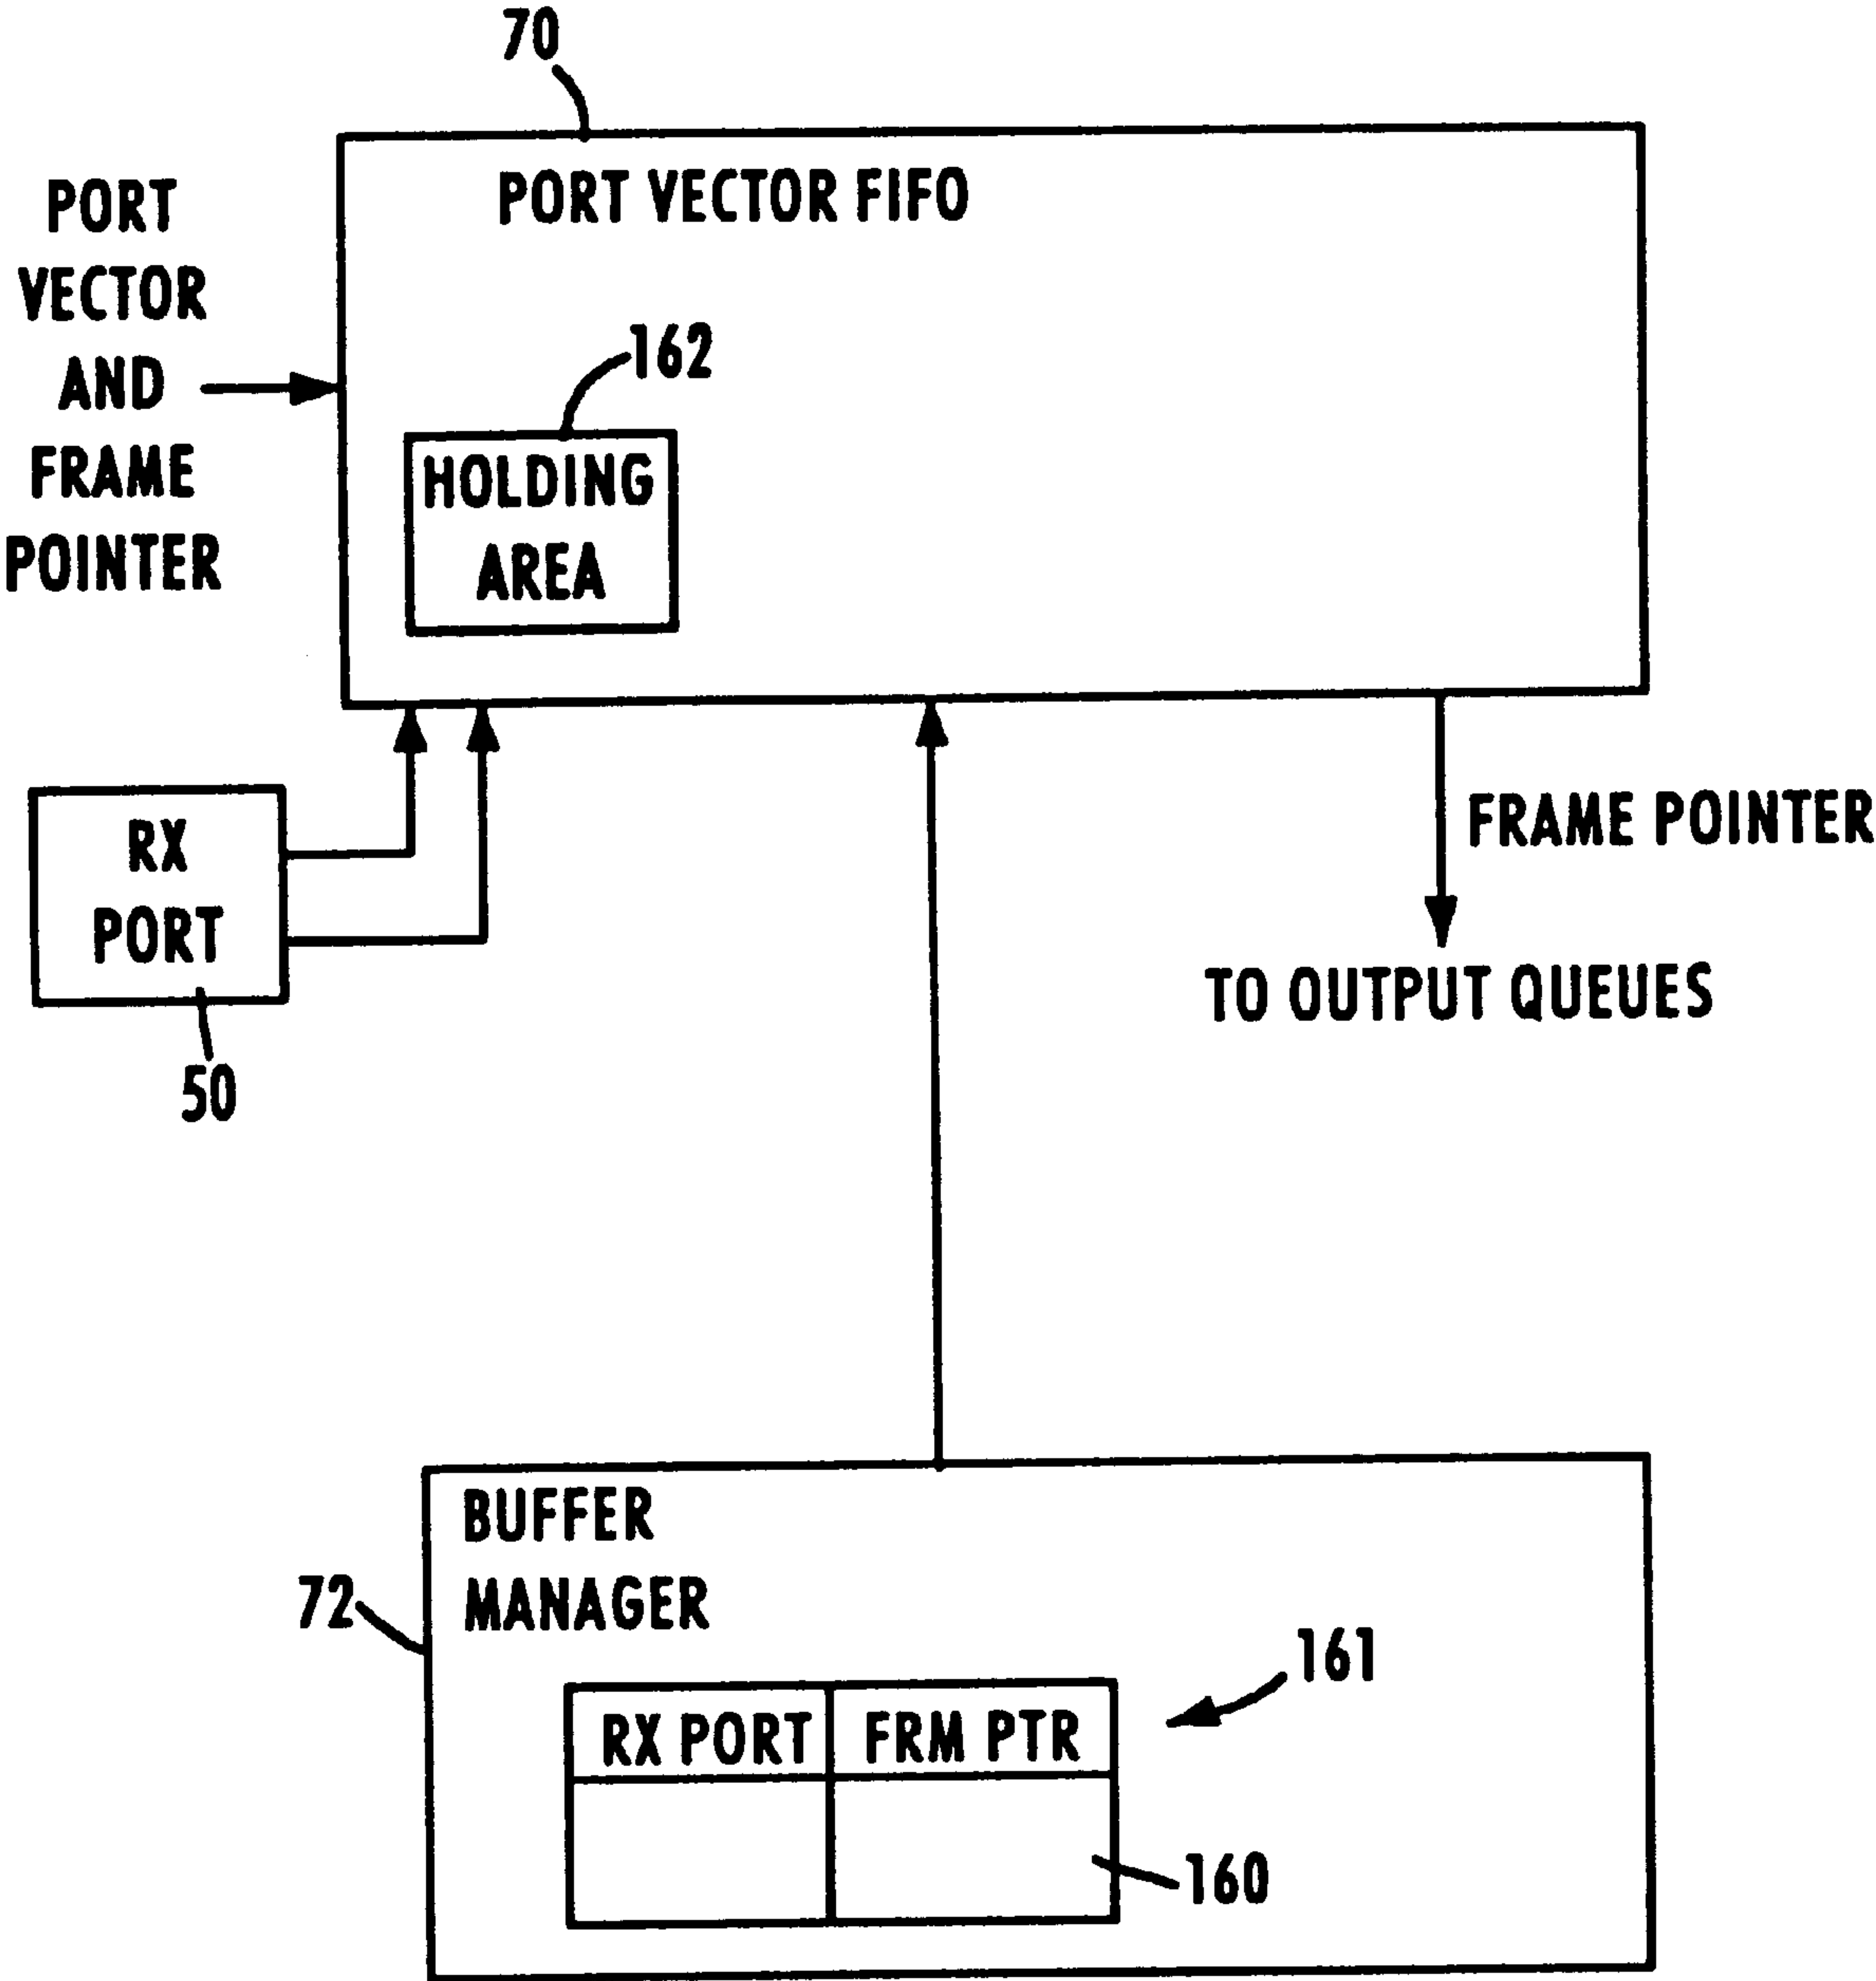 70
PORT VECTOR FIFO
PORT
VECTOR
AND
FRAME
POINTER
162
HOLDING
AREA
RX
PORT
50
FRAME POINTER
TO OUTPUT QUEUES
BUFFER
MANAGER
72
161
RX PORT FRM PTR
160